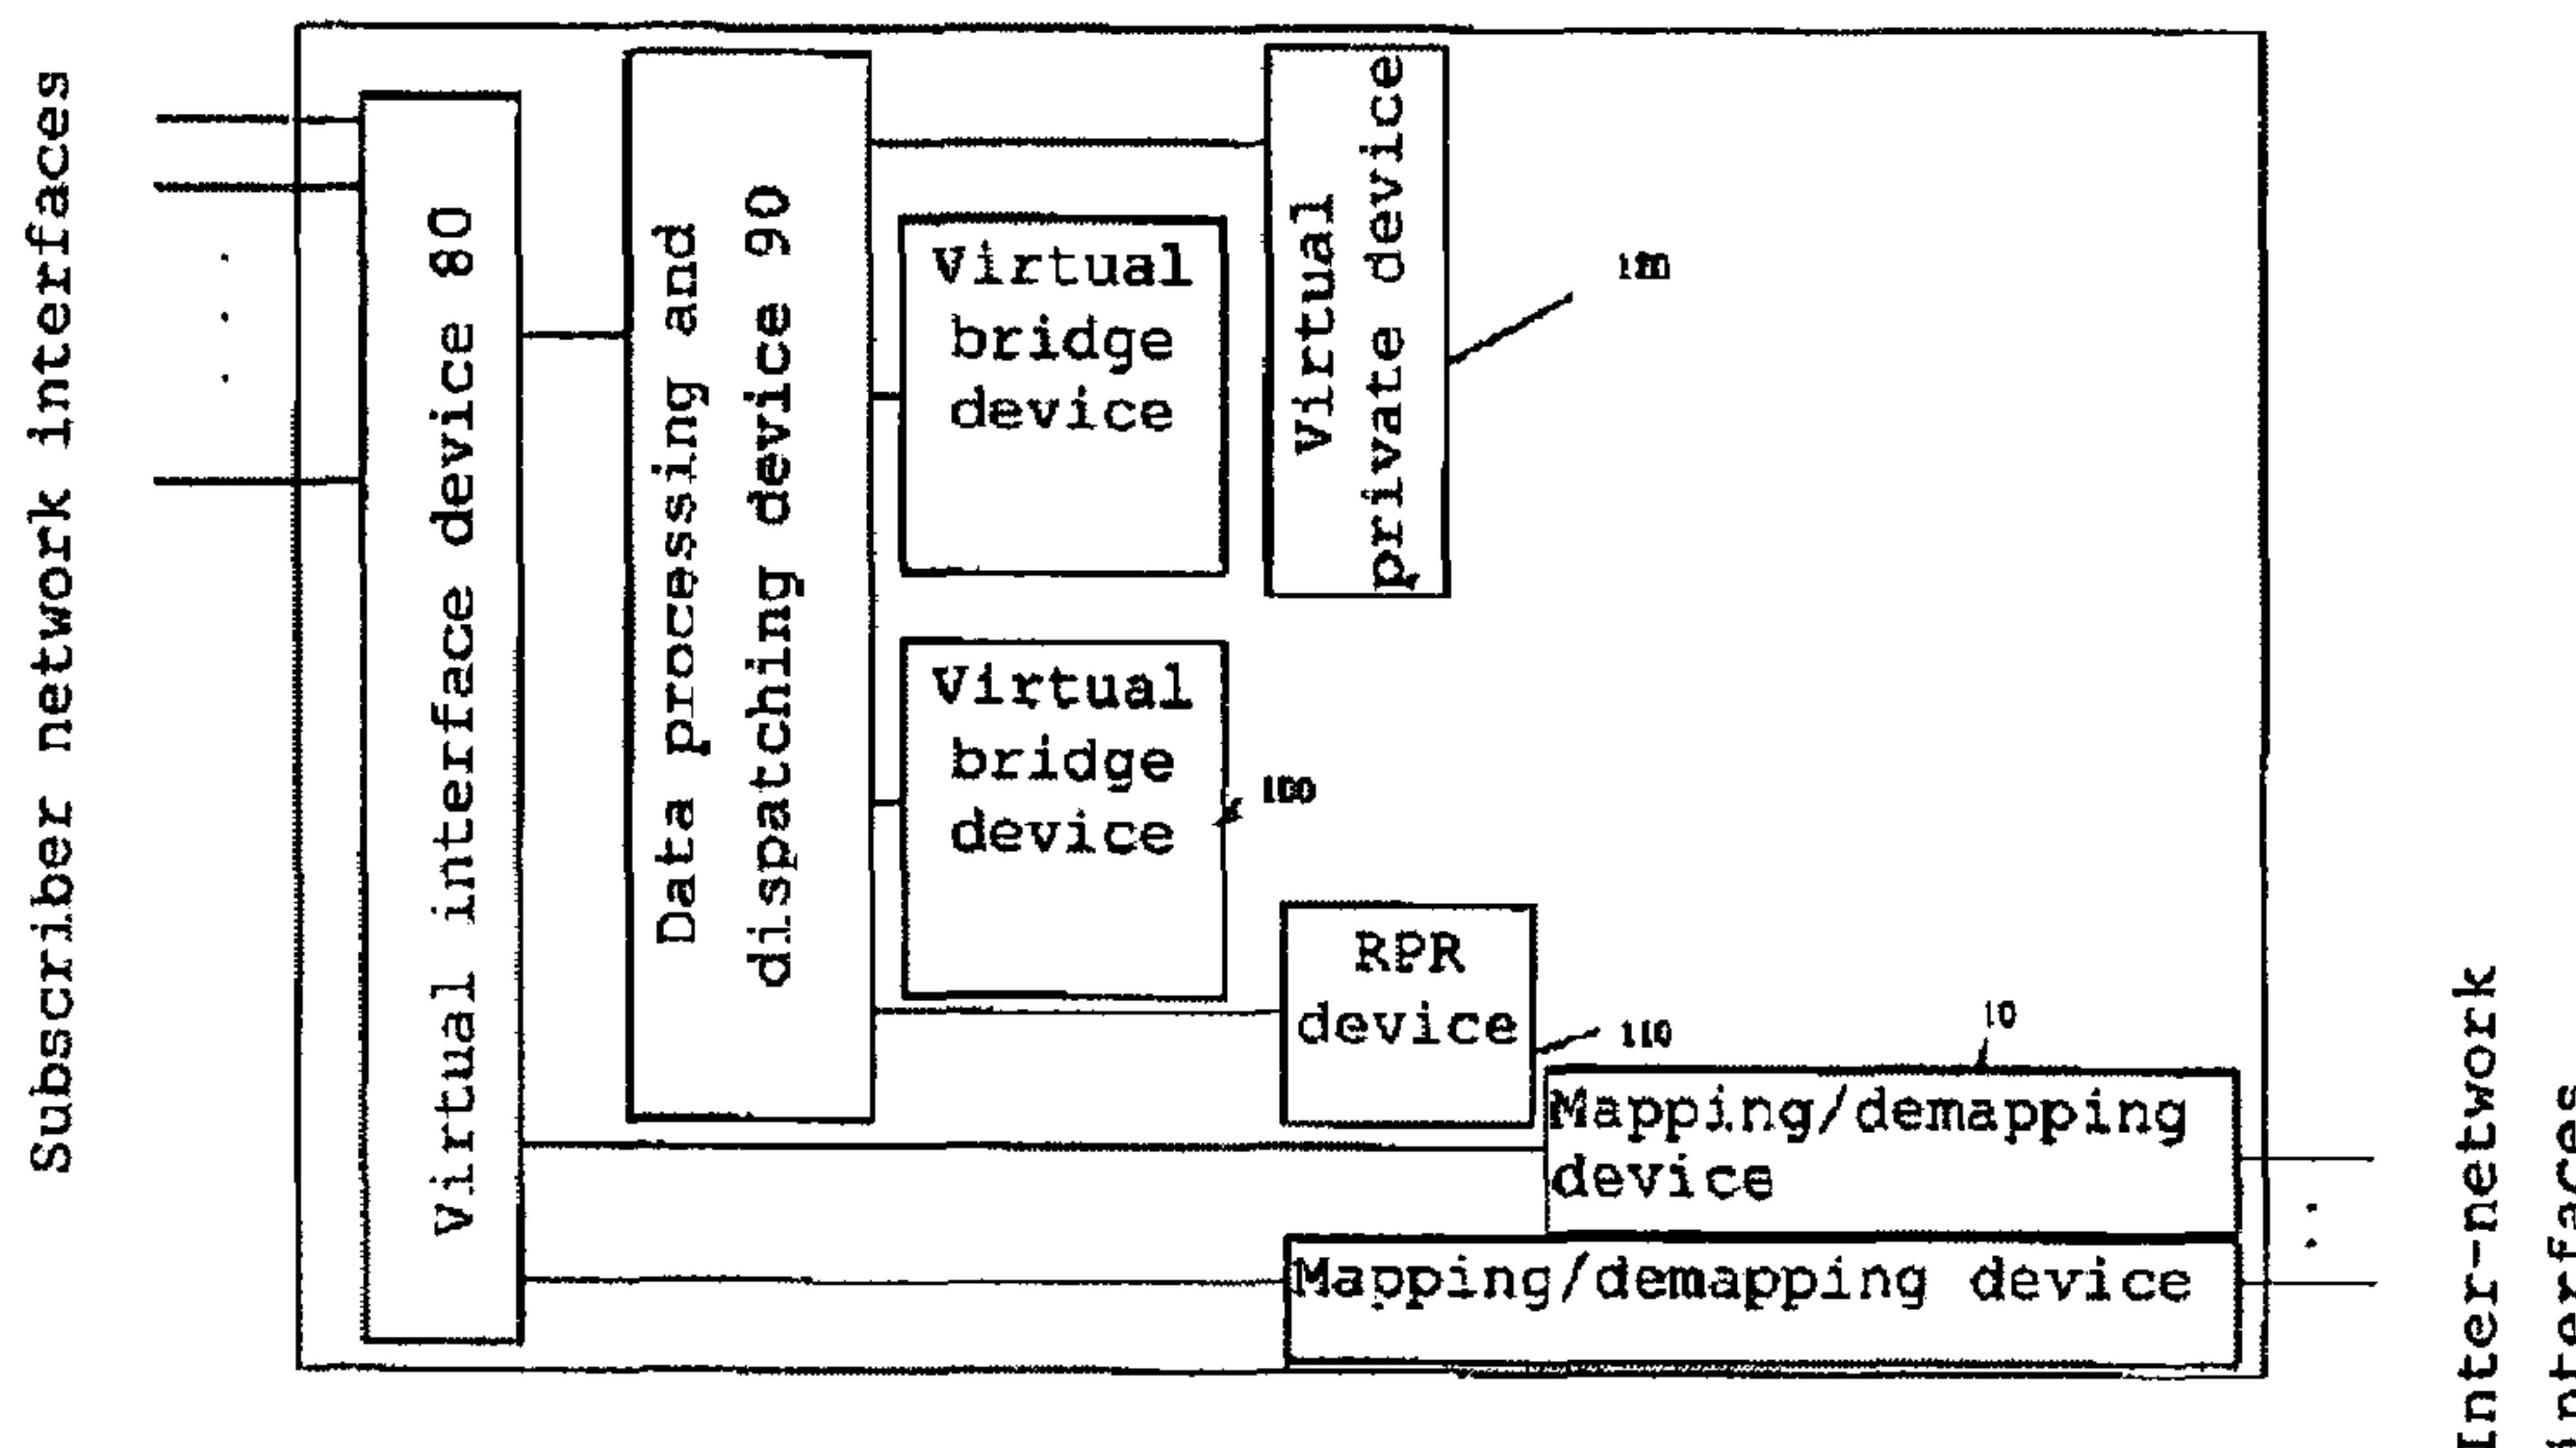 Subscriber network interfaces
Virtual interface device 80
Data processing and
dispatching device 90
Virtual
bridge
device
Virtual
private device
Virtual
bridge
device
100
RPR
device
110
10
Mapping/demapping
device
Mapping/demapping device
Inter-network
interfaces